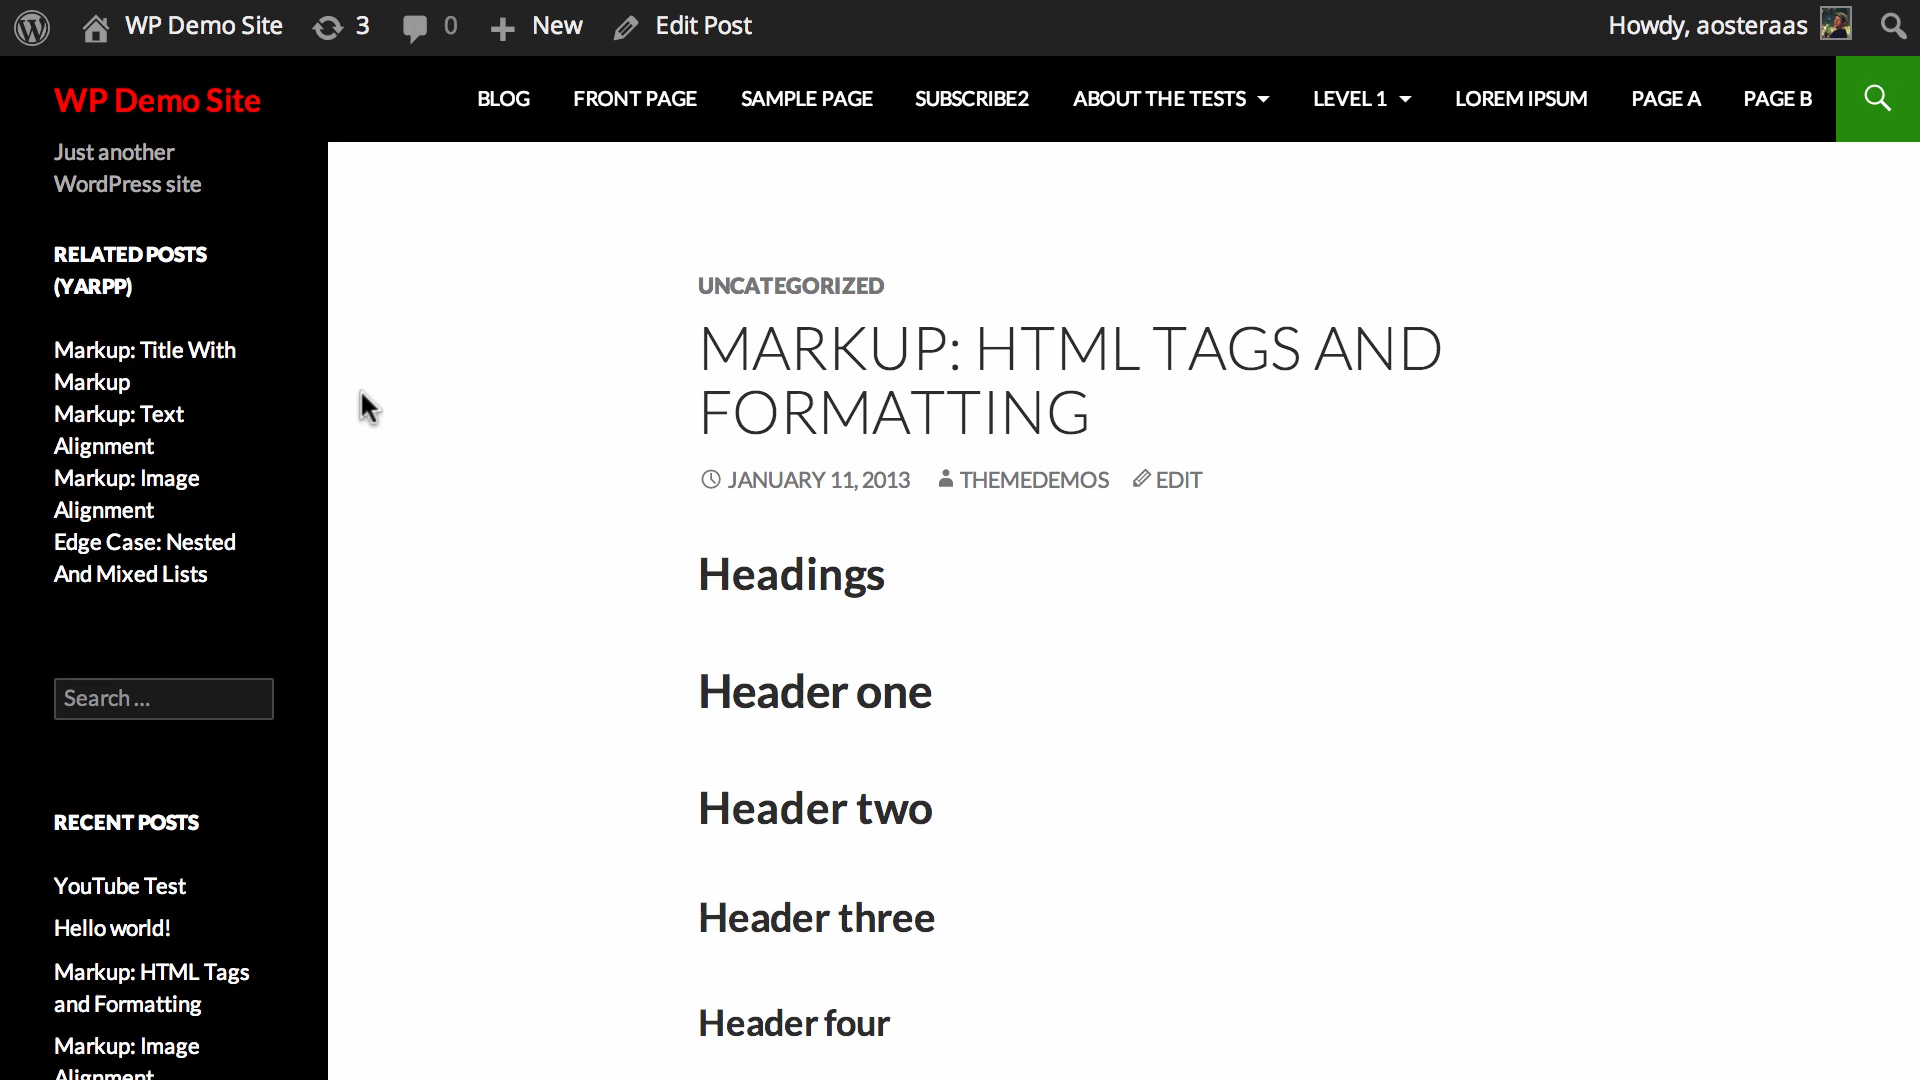 WP Demo Site 3 0 New Edit Post Howdy, aosteraas
WP Demo Site
BLOG FRONT PAGE SAMPLE PAGE SUBSCRIBE2 ABOUT THE TESTS LEVEL 1 LOREM IPSUM PAGE A PAGE B
Just another
WordPress site
RELATED POSTS
(YARPP)
Markup: Title With
Markup
Markup: Text
Alignment
Markup: Image
Alignment
Edge Case: Nested
And Mixed Lists
Search ...
RECENT POSTS
YouTube Test
Hello world!
Markup: HTML Tags
and Formatting
Markup: Image
Alignment
UNCATEGORIZED
MARKUP: HTML TAGS AND
FORMATTING
JANUARY 11, 2013 THEMEDEMOS EDIT
Headings
Header one
Header two
Header three
Header four